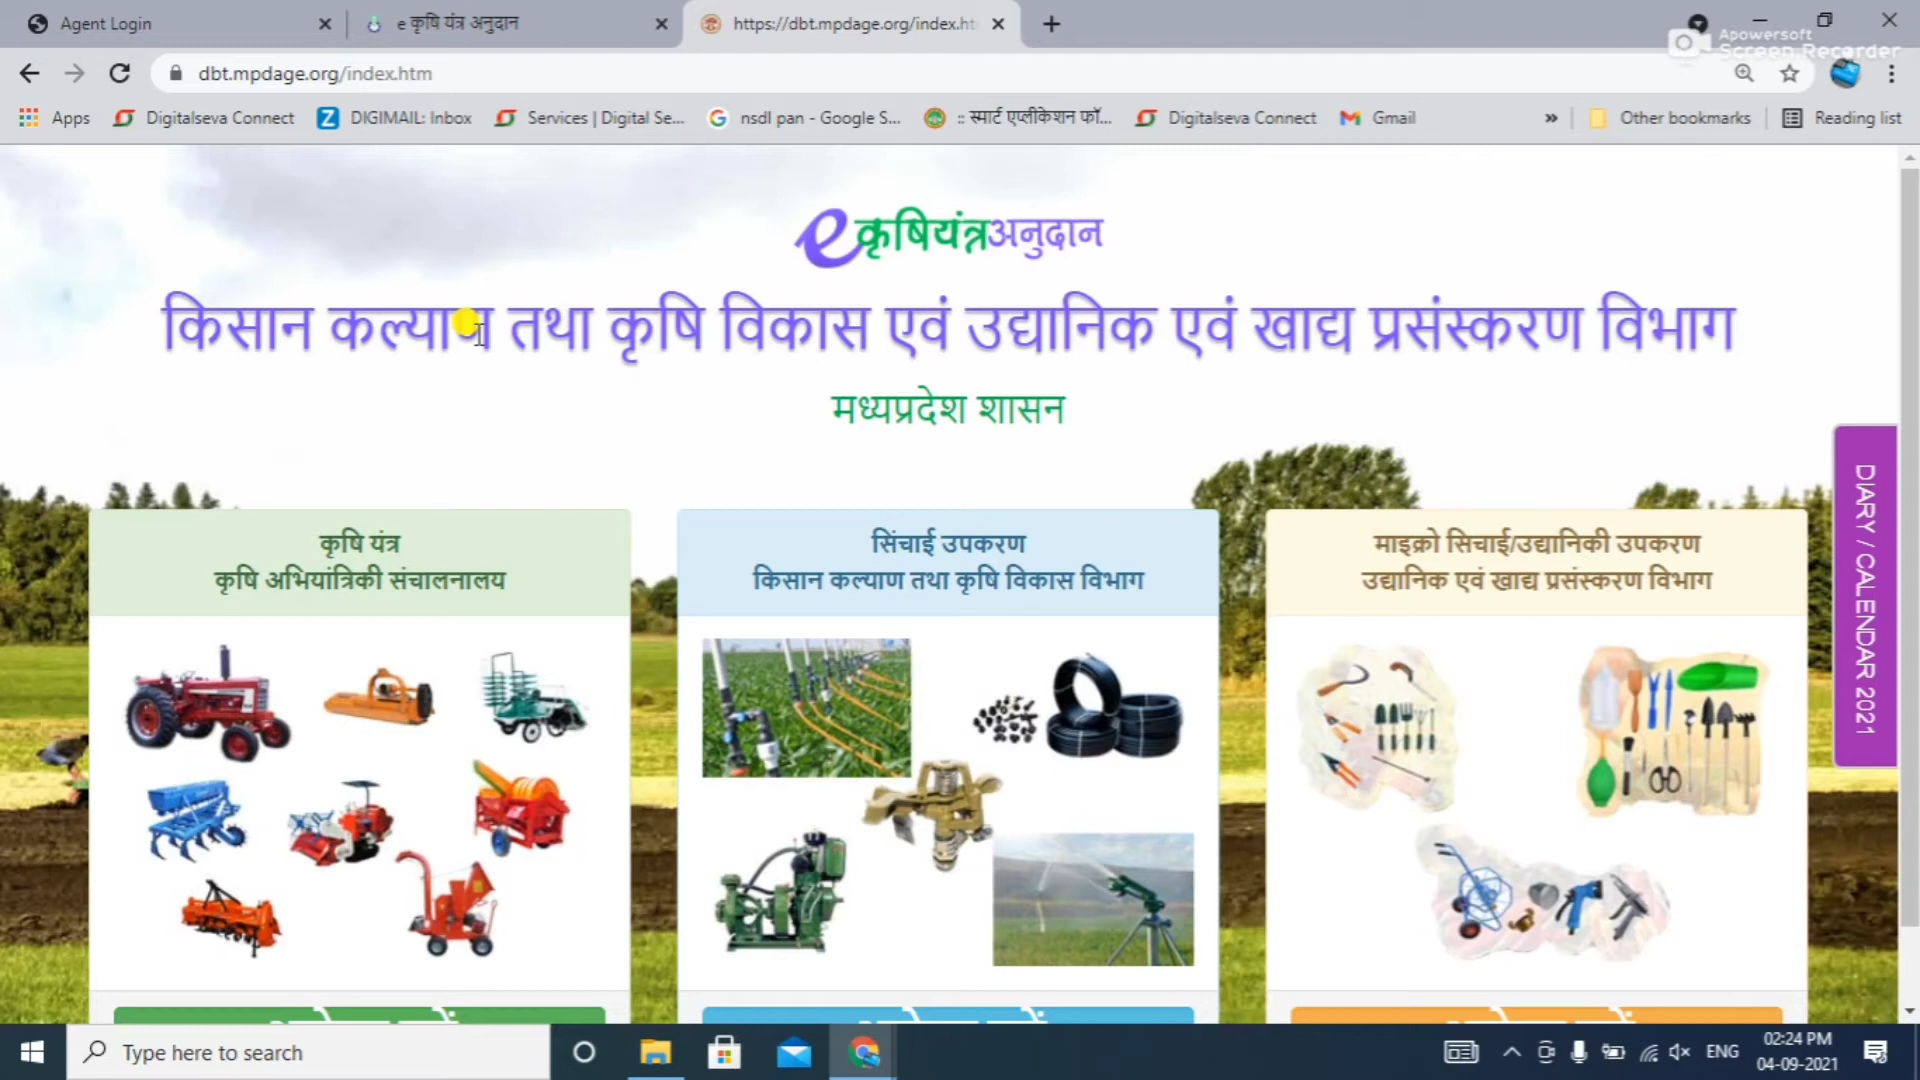 Agent Login
e कृषि यंत्र अनुदान
https://dbt.mpdage.org/index.ht
Apowersoft
Screen Recorder
dbt.mpdage.org/index.htm
Apps
Digitalseva Connect
DIGIMAIL: Inbox
Services | Digital Se...
nsdl pan - Google S...
:: स्मार्ट एप्लीकेशन फॉ...
Digitalseva Connect
Gmail
»
Other bookmarks
Reading list
eकृषियंत्रअनुदान
किसान कल्याण तथा कृषि विकास एवं उद्यानिक एवं खाद्य प्रसंस्करण विभाग
मध्यप्रदेश शासन
कृषि यंत्र
कृषि अभियांत्रिकी संचालनालय
सिंचाई उपकरण
किसान कल्याण तथा कृषि विकास विभाग
माइक्रो सिचाई/उद्यानिकी उपकरण
उद्यानिक एवं खाद्य प्रसंस्करण विभाग
DIARY / CALENDAR 2021
Type here to search
ENG
02:24 PM
04-09-2021